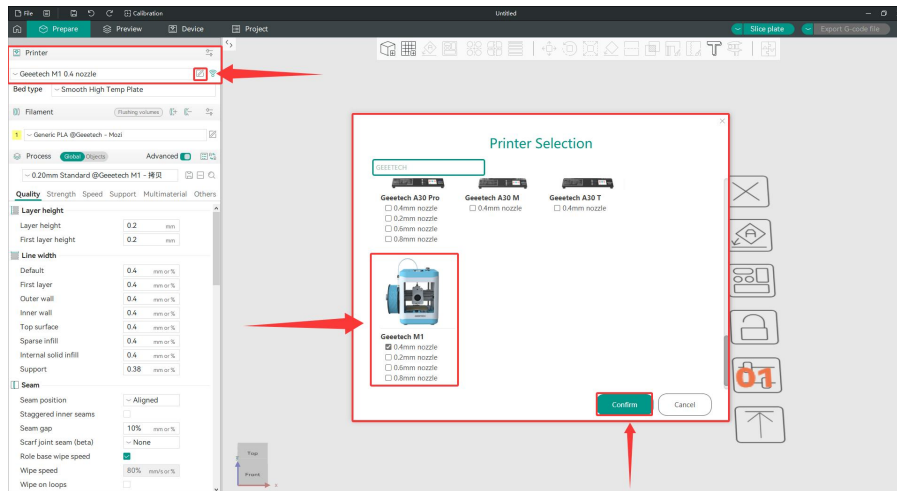 File
Calibration
Untitled
Prepare
Preview
Device
Project
Slice plate
Export G-code file
Printer
Geeetech M1 0.4 nozzle
Bed type
Smooth High Temp Plate
Filament
Flushing volumes
1
Generic PLA @Geeetech - Mozi
Process
Global
Objects
Advanced
0.20mm Standard @Geeetech M1 - 拷贝
Quality
Strength
Speed
Support
Multimaterial
Others
Layer height
Layer height
0.2
mm
First layer height
0.2
mm
Line width
Default
0.4
mm or %
First layer
0.4
mm or %
Outer wall
0.4
mm or %
Inner wall
0.4
mm or %
Top surface
0.4
mm or %
Sparse infill
0.4
mm or %
Internal solid infill
0.4
mm or %
Support
0.38
mm or %
Seam
Seam position
Aligned
Staggered inner seams
Seam gap
10%
mm or %
Scarf joint seam (beta)
None
Role base wipe speed
Wipe speed
80%
mm/s or %
Wipe on loops
Printer Selection
GEEETECH
Geeetech A30 Pro
0.4mm nozzle
0.2mm nozzle
0.6mm nozzle
0.8mm nozzle
Geeetech A30 M
0.4mm nozzle
Geeetech A30 T
0.4mm nozzle
Geeetech M1
0.4mm nozzle
0.2mm nozzle
0.6mm nozzle
0.8mm nozzle
Confirm
Cancel
A
01
Top
Front
x